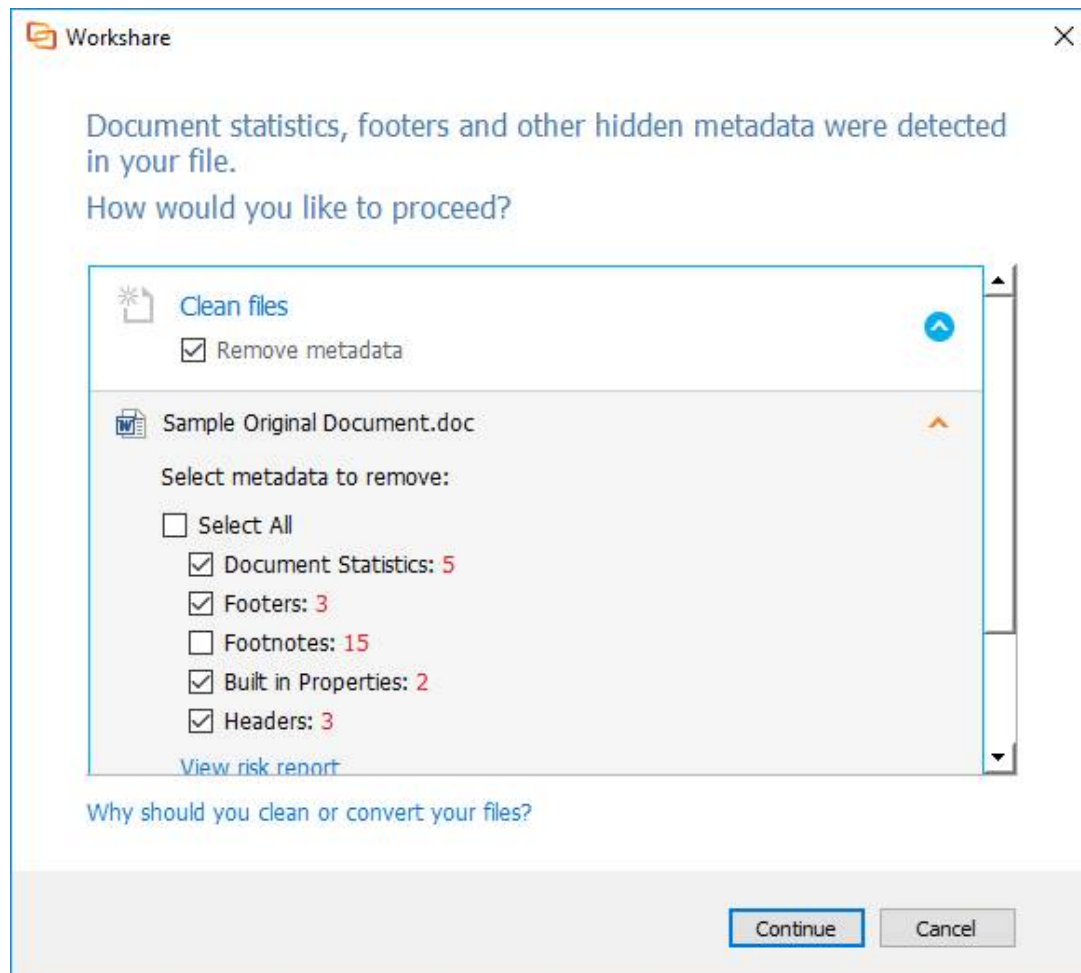 Workshare
Document statistics, footers and other hidden metadata were detected
in your file.
How would you like to proceed?
Clean files
Remove metadata
Sample Original Document.doc
Select metadata to remove:
Select All
Document Statistics: 5
Footers: 3
Footnotes: 15
Built in Properties: 2
Headers: 3
View risk report
Why should you clean or convert your files?
Continue Cancel